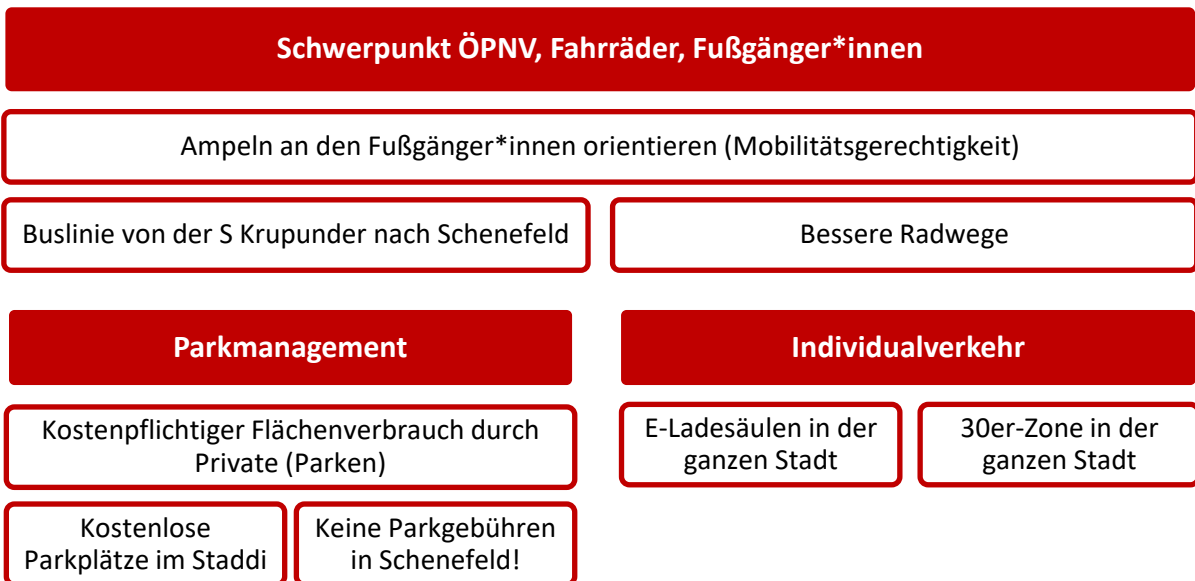 Schwerpunkt ÖPNV, Fahrräder, Fußgänger*innen
Ampeln an den Fußgänger*innen orientieren (Mobilitätsgerechtigkeit)
Buslinie von der S Krupunder nach Schenefeld
Bessere Radwege
Parkmanagement
Kostenpflichtiger Flächenverbrauch durch
Private (Parken)
Kostenlose
Parkplätze im Staddi
Keine Parkgebühren
in Schenefeld!
Individualverkehr
E-Ladesäulen in der
ganzen Stadt
30er-Zone in der
ganzen Stadt